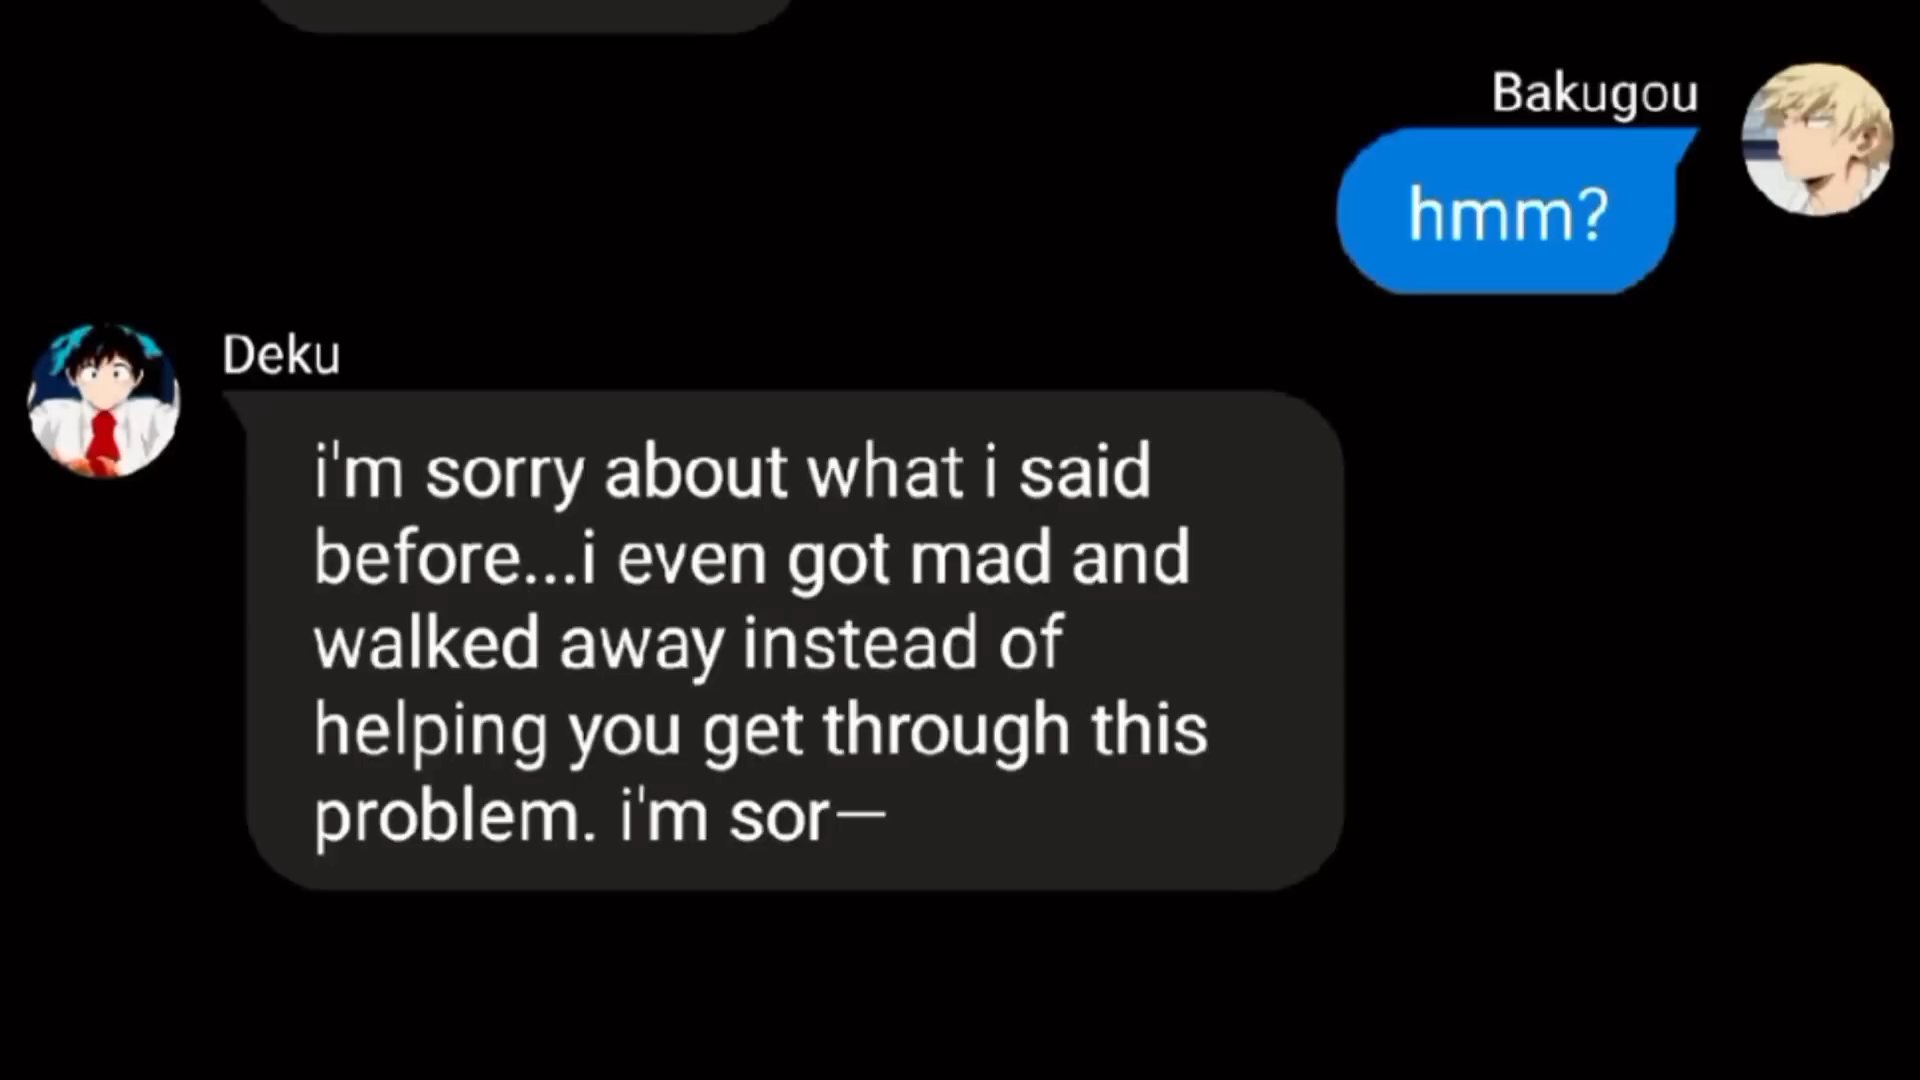 Bakugou
hmm?
Deku
i'm sorry about what i said
before...i even got mad and
walked away instead of
helping you get through this
problem. i'm sor—